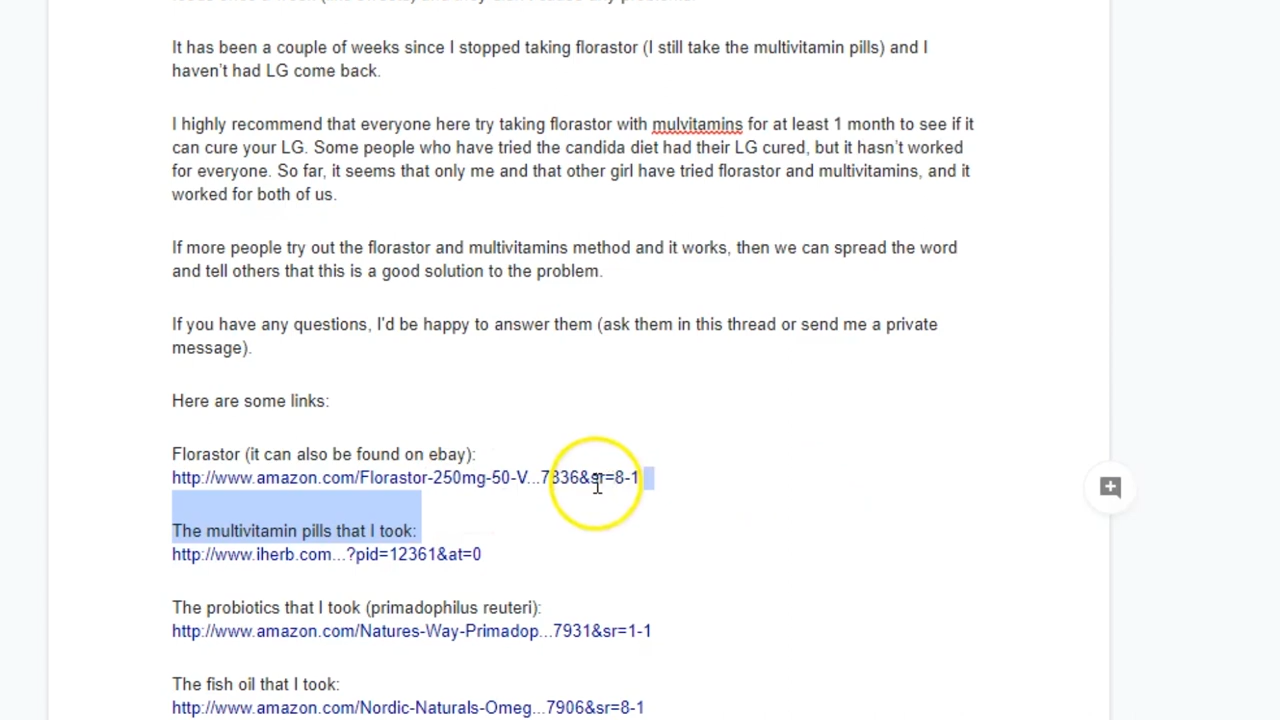 It has been a couple of weeks since I stopped taking florastor (I still take the multivitamin pills) and I
haven't had LG come back.
I highly recommend that everyone here try taking florastor with mulvitamins for at least 1 month to see if it
can cure your LG. Some people who have tried the candida diet had their LG cured, but it hasn't worked
for everyone. So far, it seems that only me and that other girl have tried florastor and multivitamins, and it
worked for both of us.
If more people try out the florastor and multivitamins method and it works, then we can spread the word
and tell others that this is a good solution to the problem.
If you have any questions, I'd be happy to answer them (ask them in this thread or send me a private
message).
Here are some links:
Florastor (it can also be found on ebay):
http://www.amazon.com/Florastor-250mg-50-V...7336&sr=8-1
The multivitamin pills that I took:
http://www.iherb.com...?pid=12361&at=0
The probiotics that I took (primadophilus reuteri):
http://www.amazon.com/Natures-Way-Primadop...7931&sr=1-1
The fish oil that I took:
http://www.amazon.com/Nordic-Naturals-Omeg...7906&sr=8-1